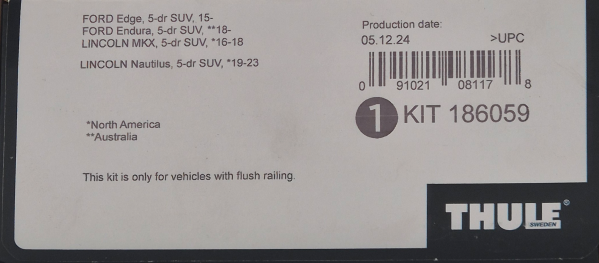 FORD Edge, 5-dr SUV, 15-
FORD Endura, 5-dr SUV, **18-
LINCOLN MKX, 5-dr SUV, *16-18
LINCOLN Nautilus, 5-dr SUV, *19-23
*North America
**Australia
This kit is only for vehicles with flush railing.
Production date:
05.12.24 >UPC
0 91021 08117 8
1 KIT 186059
THULE®
SWEDEN